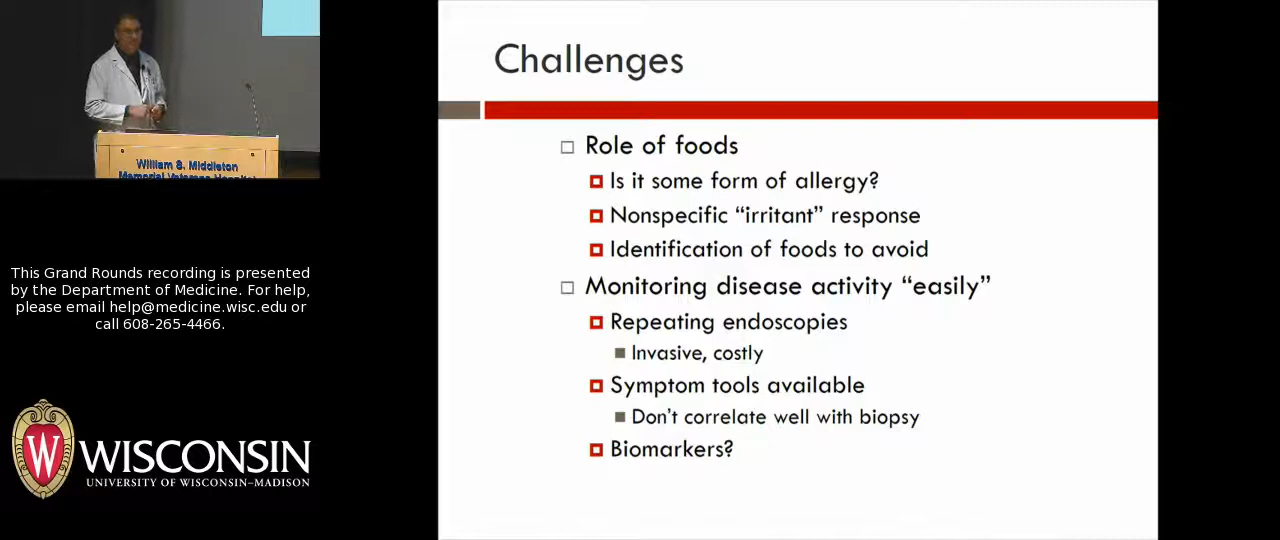 William S. Middleton
Memorial Veterans Hospital
This Grand Rounds recording is presented
by the Department of Medicine. For help,
please email help@medicine.wisc.edu or
call 608-265-4466.
W
WISCONSIN
UNIVERSITY OF WISCONSIN–MADISON
Challenges
Role of foods
Is it some form of allergy?
Nonspecific “irritant” response
Identification of foods to avoid
Monitoring disease activity “easily”
Repeating endoscopies
Invasive, costly
Symptom tools available
Don’t correlate well with biopsy
Biomarkers?